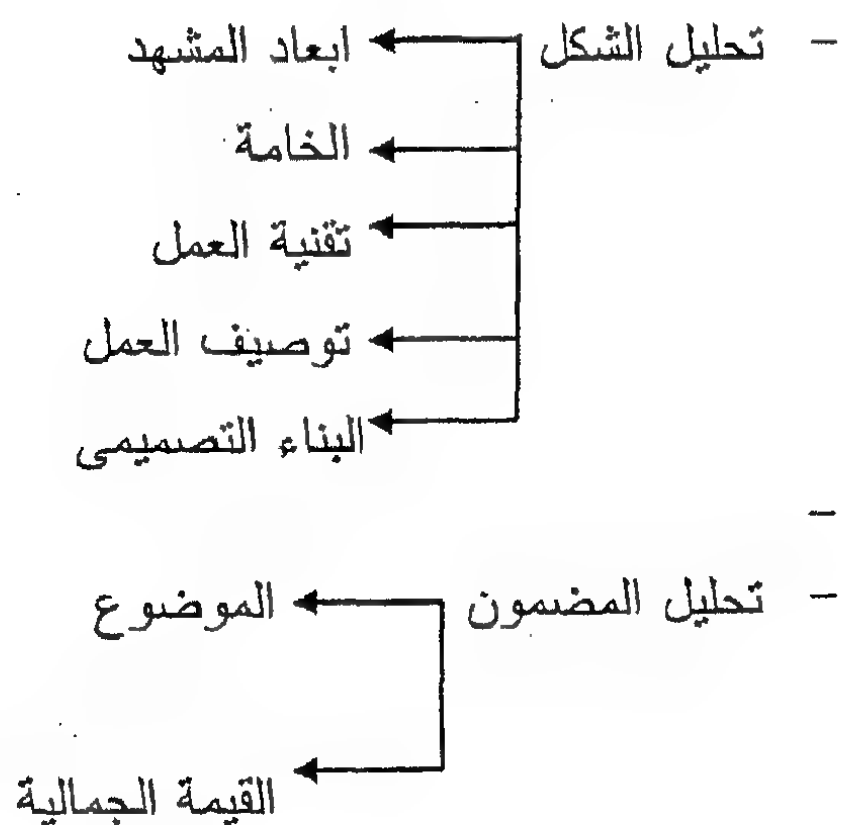 - تحليل الشكل ابعاد المشهد
الخامة
تقنية العمل
توصيف العمل
البناء التصميمى
-
- تحليل المضمون الموضوع
القيمة الجمالية